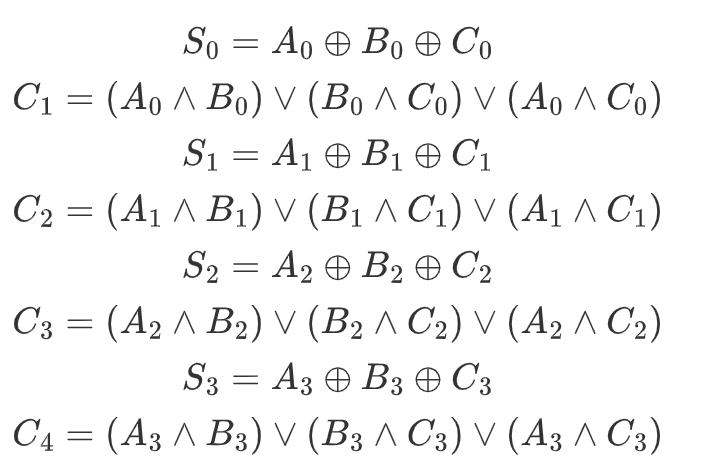 S₀ = A₀ ⊕ B₀ ⊕ C₀
C₁ = (A₀ ∧ B₀) ∨ (B₀ ∧ C₀) ∨ (A₀ ∧ C₀)
S₁ = A₁ ⊕ B₁ ⊕ C₁
C₂ = (A₁ ∧ B₁) ∨ (B₁ ∧ C₁) ∨ (A₁ ∧ C₁)
S₂ = A₂ ⊕ B₂ ⊕ C₂
C₃ = (A₂ ∧ B₂) ∨ (B₂ ∧ C₂) ∨ (A₂ ∧ C₂)
S₃ = A₃ ⊕ B₃ ⊕ C₃
C₄ = (A₃ ∧ B₃) ∨ (B₃ ∧ C₃) ∨ (A₃ ∧ C₃)